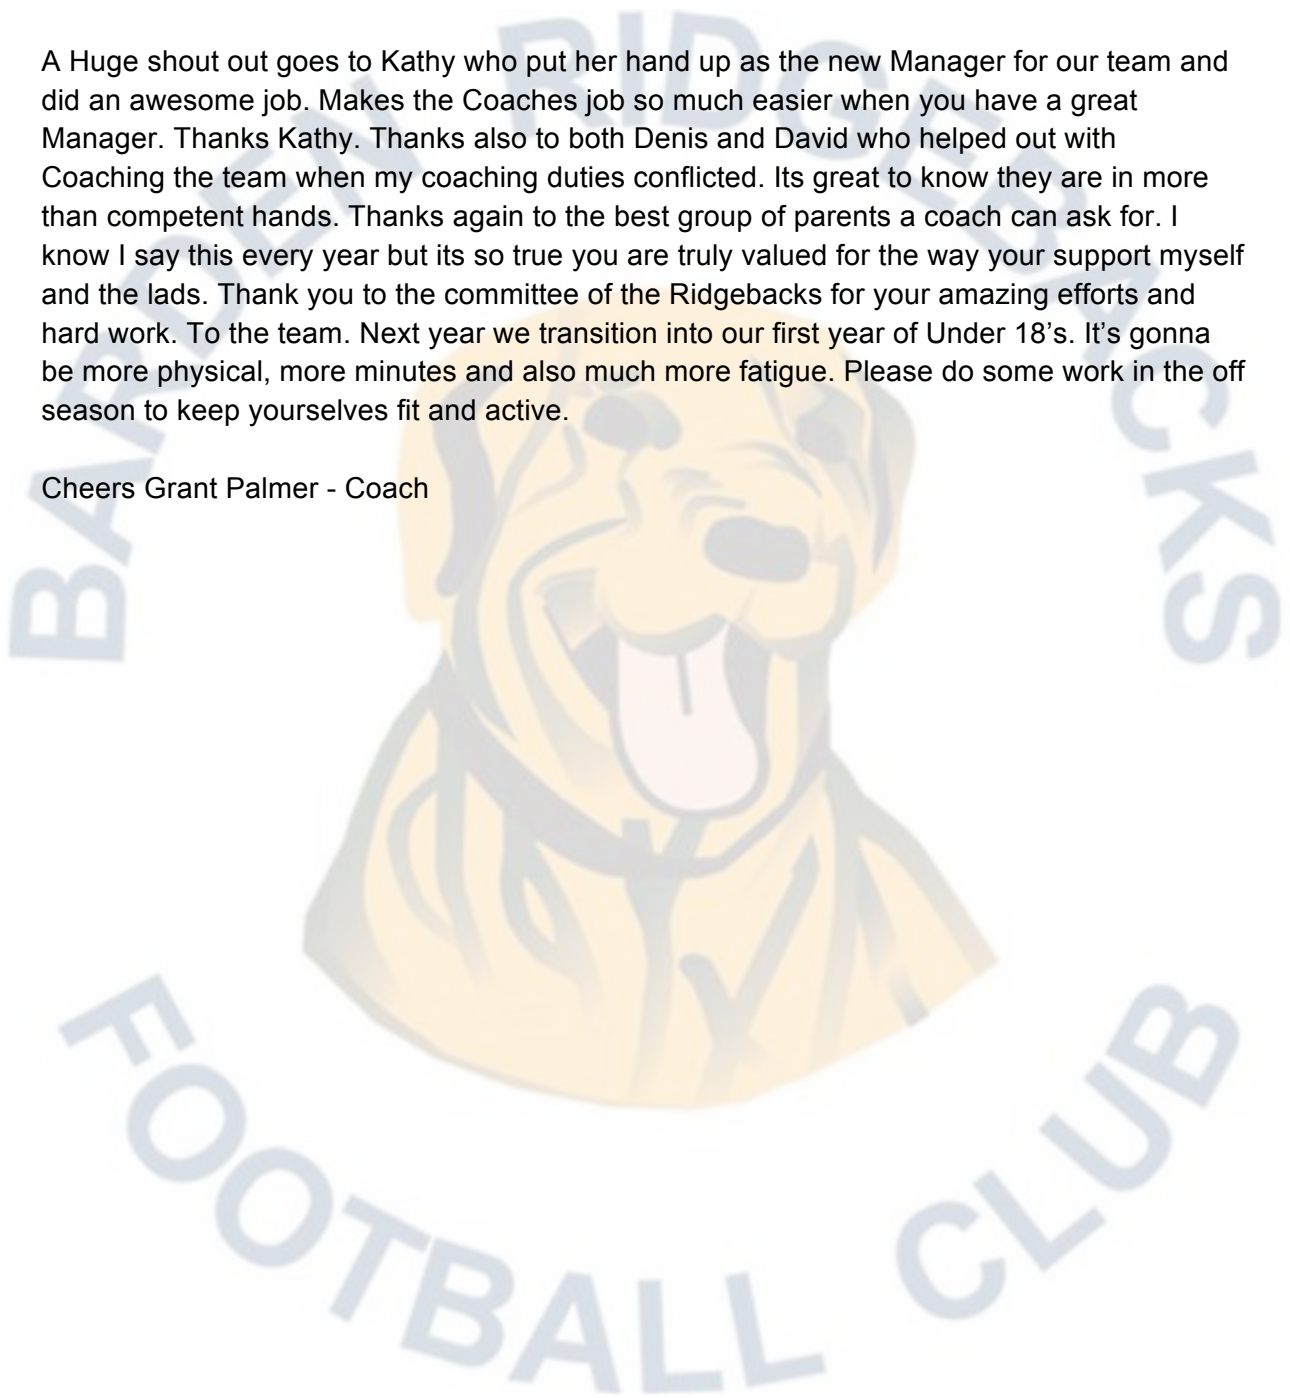 A Huge shout out goes to Kathy who put her hand up as the new Manager for our team and
did an awesome job. Makes the Coaches job so much easier when you have a great
Manager. Thanks Kathy. Thanks also to both Denis and David who helped out with
Coaching the team when my coaching duties conflicted. Its great to know they are in more
than competent hands. Thanks again to the best group of parents a coach can ask for. I
know I say this every year but its so true you are truly valued for the way your support myself
and the lads. Thank you to the committee of the Ridgebacks for your amazing efforts and
hard work. To the team. Next year we transition into our first year of Under 18’s. It’s gonna
be more physical, more minutes and also much more fatigue. Please do some work in the off
season to keep yourselves fit and active.
Cheers Grant Palmer - Coach
BARDEN RIDGEBACKS
FOOTBALL CLUB